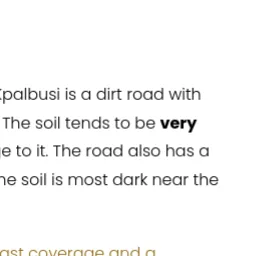 Kpalbusi is a dirt road with
The soil tends to be very
e to it. The road also has a
he soil is most dark near the
ast coverage and a